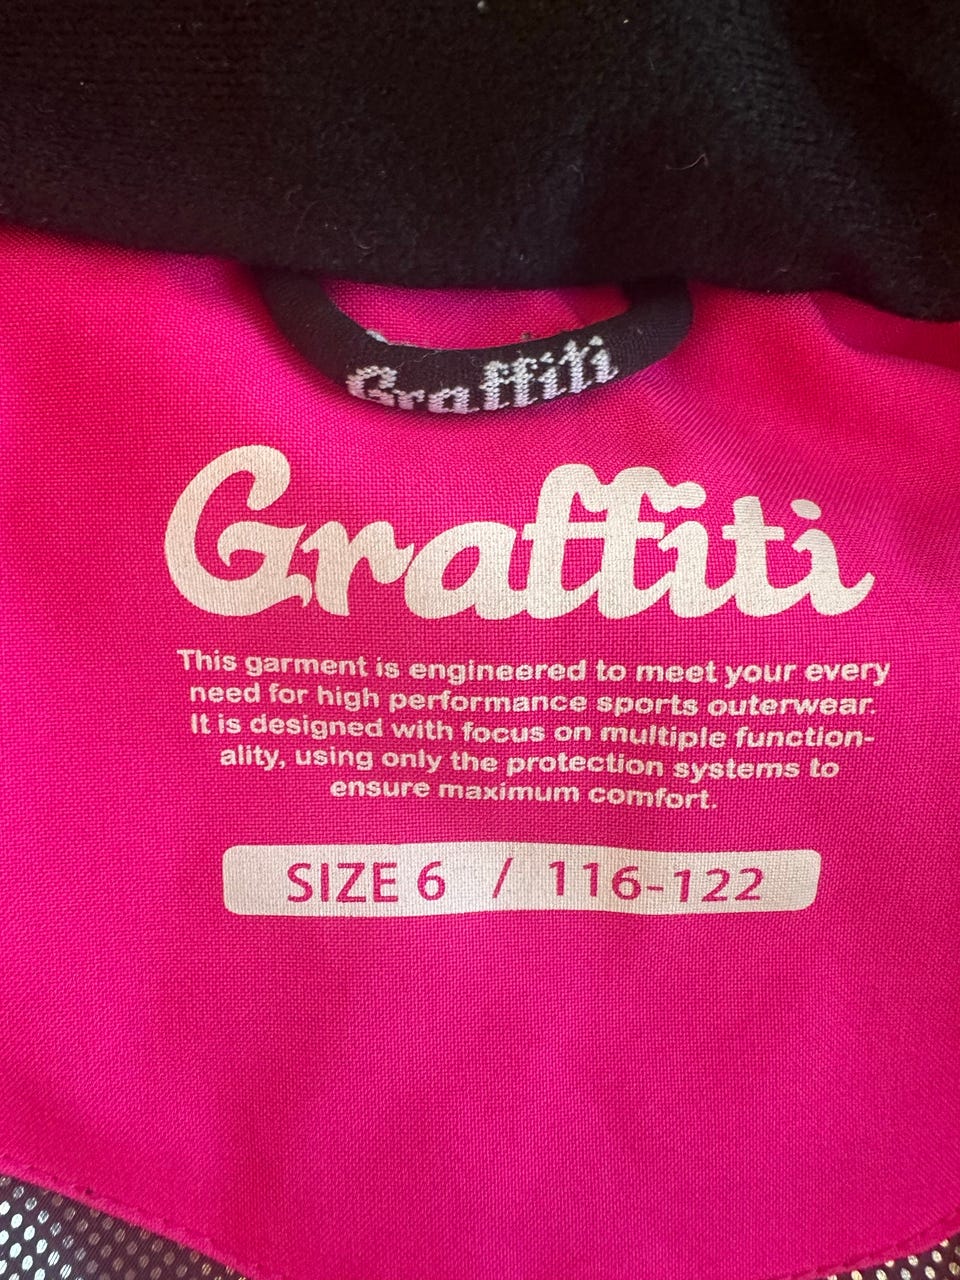 Graffiti
Graffiti
This garment is engineered to meet your every
need for high performance sports outerwear.
It is designed with focus on multiple function-
ality, using only the protection systems to
ensure maximum comfort.
SIZE 6 / 116-122